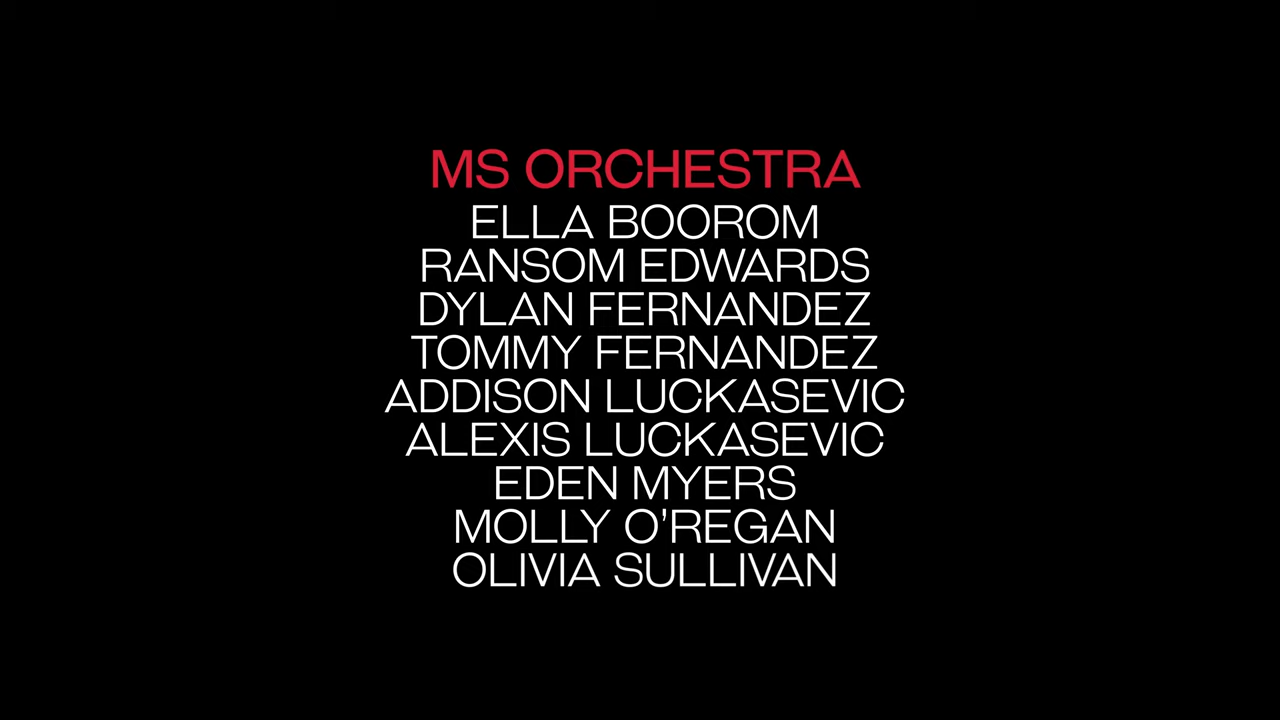 MS ORCHESTRA
ELLA BOOROM
RANSOM EDWARDS
DYLAN FERNANDEZ
TOMMY FERNANDEZ
ADDISON LUCKASEVIC
ALEXIS LUCKASEVIC
EDEN MYERS
MOLLY O'REGAN
OLIVIA SULLIVAN